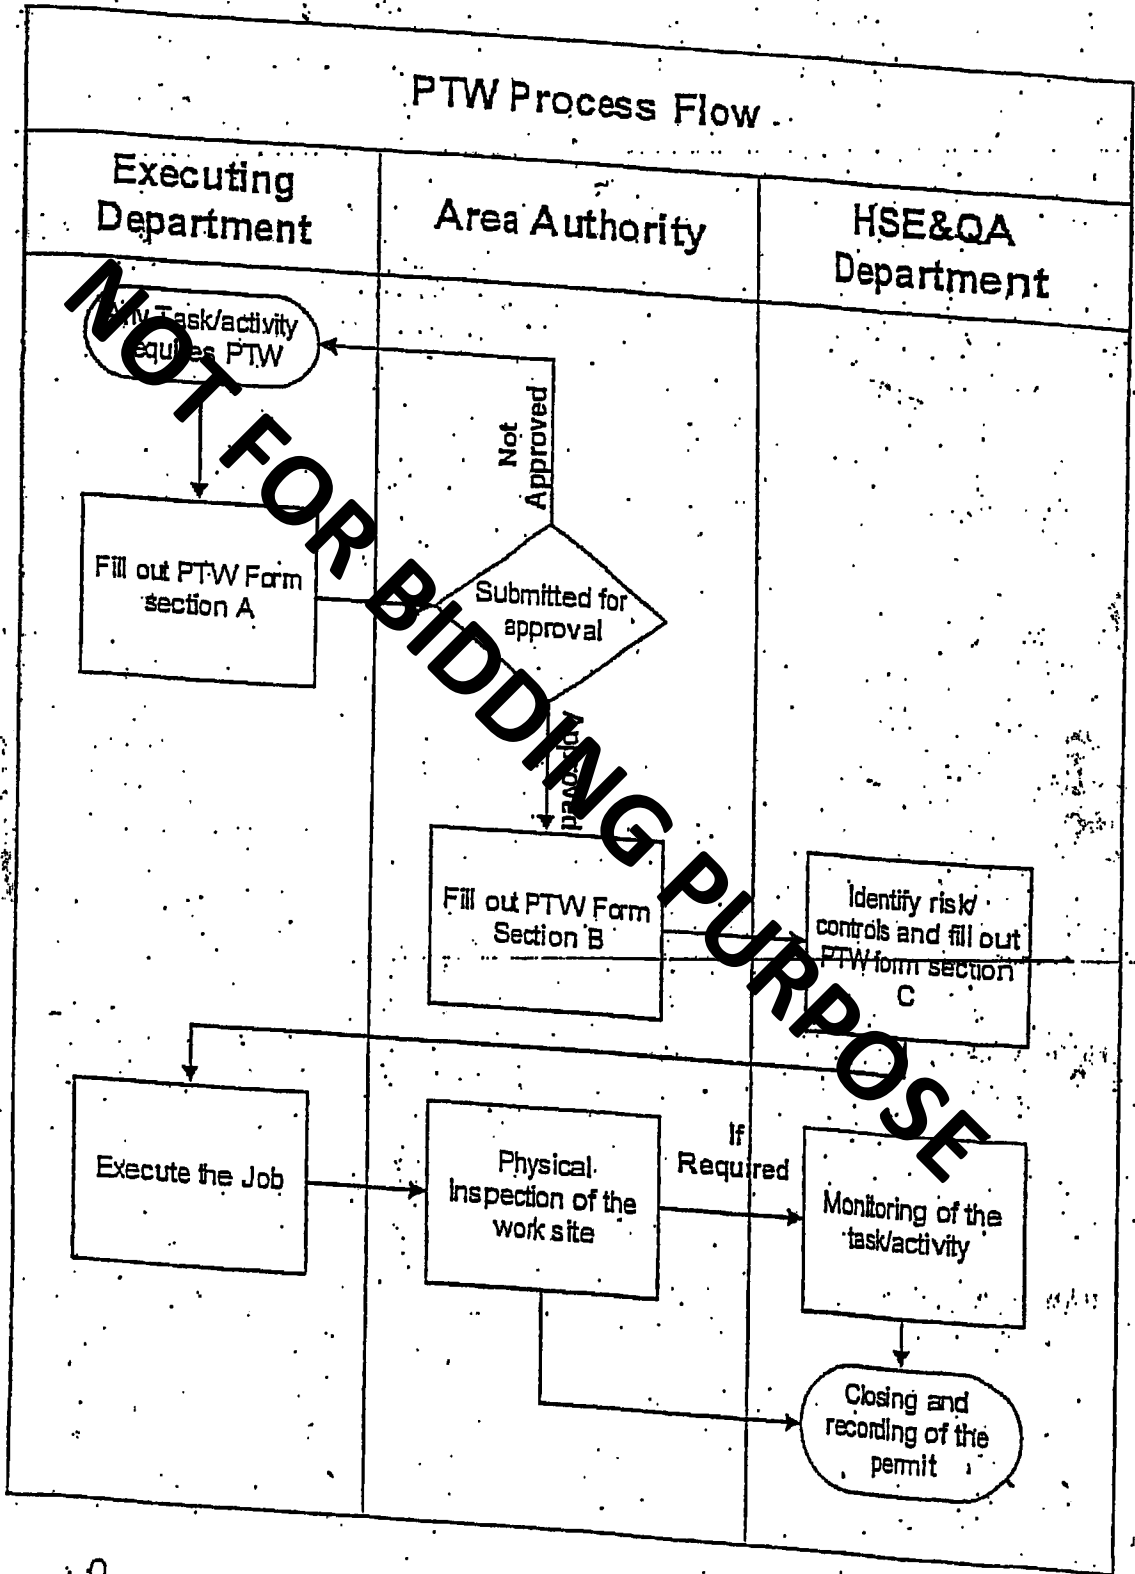 PTW Process Flow
Executing
Department
Area Authority
HSE&QA
Department
Any Task/activity
requires PTW
Not
Approved
Fill out PTW Form
section A
Submitted for
approval
Approved
Fill out PTW Form
Section B
Identify risk/
controls and fill out
PTW form section
C
Execute the Job
Physical
Inspection of the
work site
If
Required
Monitoring of the
task/activity
Closing and
recording of the
permit
NOT FOR BIDDING PURPOSE